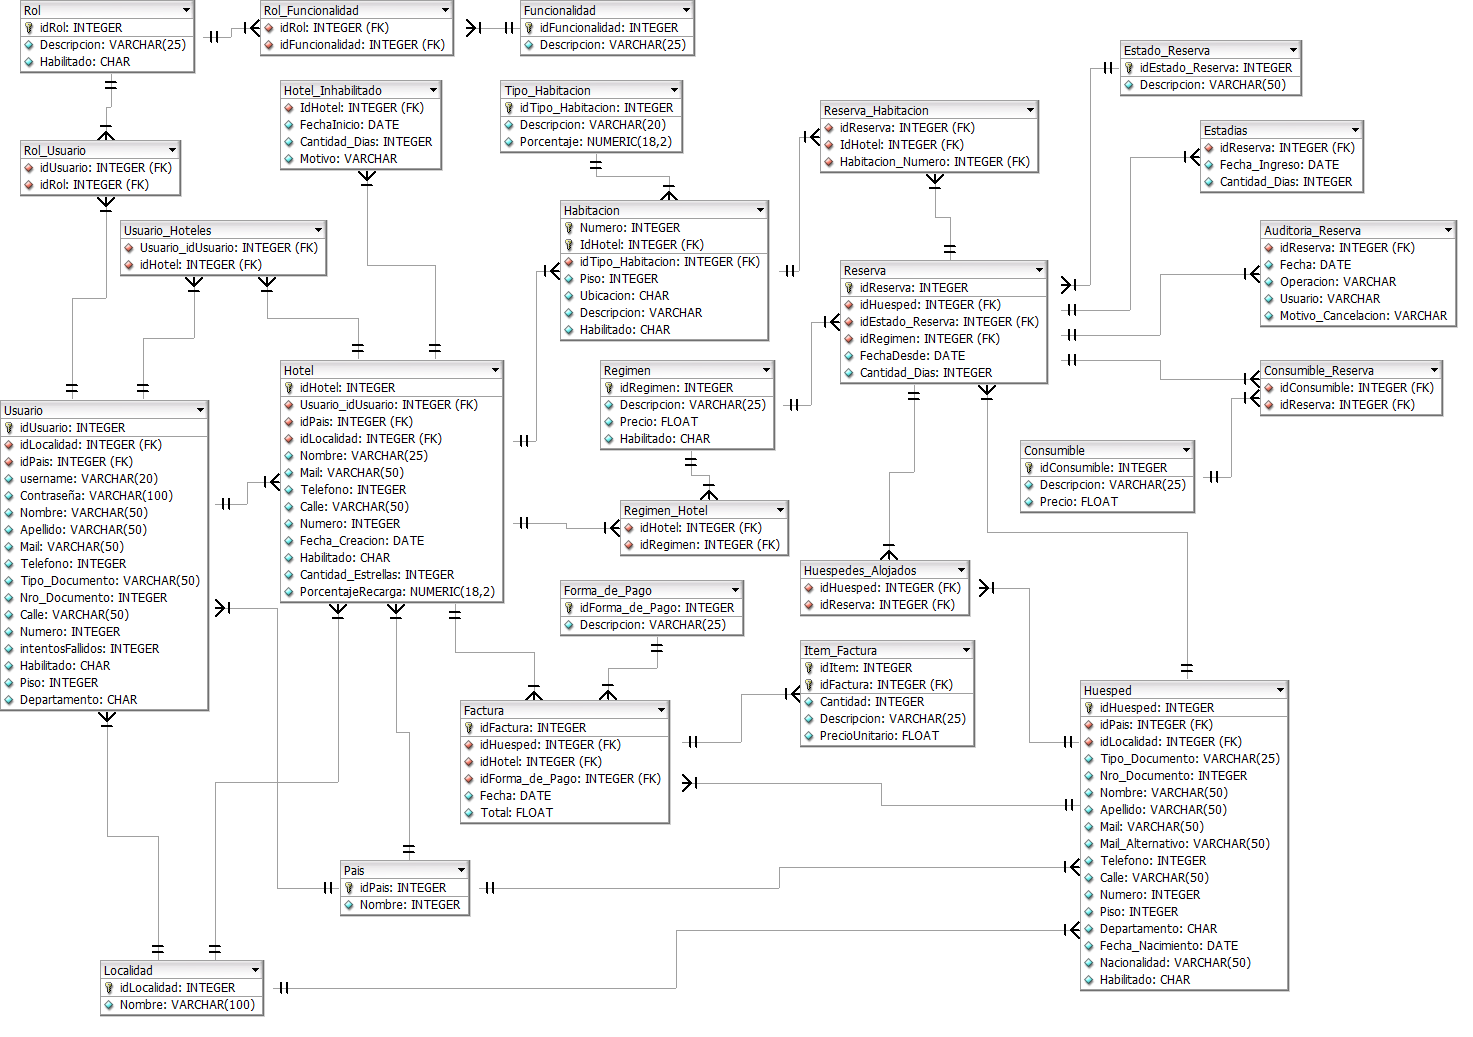 Rol
idRol: INTEGER
Descripcion: VARCHAR(25)
Habilitado: CHAR
Rol_Funcionalidad
idRol: INTEGER (FK)
idFuncionalidad: INTEGER (FK)
Funcionalidad
idFuncionalidad: INTEGER
Descripcion: VARCHAR(25)
Estado_Reserva
idEstado_Reserva: INTEGER
Descripcion: VARCHAR(50)
Hotel_Inhabilitado
IdHotel: INTEGER (FK)
FechaInicio: DATE
Cantidad_Dias: INTEGER
Motivo: VARCHAR
Tipo_Habitacion
idTipo_Habitacion: INTEGER
Descripcion: VARCHAR(20)
Porcentaje: NUMERIC(18,2)
Reserva_Habitacion
idReserva: INTEGER (FK)
IdHotel: INTEGER (FK)
Habitacion_Numero: INTEGER (FK)
Estadias
idReserva: INTEGER (FK)
Fecha_Ingreso: DATE
Cantidad_Dias: INTEGER
Rol_Usuario
idUsuario: INTEGER (FK)
idRol: INTEGER (FK)
Usuario_Hoteles
Usuario_idUsuario: INTEGER (FK)
idHotel: INTEGER (FK)
Habitacion
Numero: INTEGER
IdHotel: INTEGER (FK)
idTipo_Habitacion: INTEGER (FK)
Piso: INTEGER
Ubicacion: CHAR
Descripcion: VARCHAR
Habilitado: CHAR
Auditoria_Reserva
idReserva: INTEGER (FK)
Fecha: DATE
Operacion: VARCHAR
Usuario: VARCHAR
Motivo_Cancelacion: VARCHAR
Reserva
idReserva: INTEGER
idHuesped: INTEGER (FK)
idEstado_Reserva: INTEGER (FK)
idRegimen: INTEGER (FK)
FechaDesde: DATE
Cantidad_Dias: INTEGER
Hotel
idHotel: INTEGER
Usuario_idUsuario: INTEGER (FK)
idPais: INTEGER (FK)
idLocalidad: INTEGER (FK)
Nombre: VARCHAR(25)
Mail: VARCHAR(50)
Telefono: INTEGER
Calle: VARCHAR(50)
Numero: INTEGER
Fecha_Creacion: DATE
Habilitado: CHAR
Cantidad_Estrellas: INTEGER
PorcentajeRecarga: NUMERIC(18,2)
Regimen
idRegimen: INTEGER
Descripcion: VARCHAR(25)
Precio: FLOAT
Habilitado: CHAR
Consumible_Reserva
idConsumible: INTEGER (FK)
idReserva: INTEGER (FK)
Usuario
idUsuario: INTEGER
idLocalidad: INTEGER (FK)
idPais: INTEGER (FK)
username: VARCHAR(20)
Contraseña: VARCHAR(100)
Nombre: VARCHAR(50)
Apellido: VARCHAR(50)
Mail: VARCHAR(50)
Telefono: INTEGER
Tipo_Documento: VARCHAR(50)
Nro_Documento: INTEGER
Calle: VARCHAR(50)
Numero: INTEGER
intentosFallidos: INTEGER
Habilitado: CHAR
Piso: INTEGER
Departamento: CHAR
Consumible
idConsumible: INTEGER
Descripcion: VARCHAR(25)
Precio: FLOAT
Regimen_Hotel
idHotel: INTEGER (FK)
idRegimen: INTEGER (FK)
Huespedes_Alojados
idHuesped: INTEGER (FK)
idReserva: INTEGER (FK)
Forma_de_Pago
idForma_de_Pago: INTEGER
Descripcion: VARCHAR(25)
Item_Factura
idItem: INTEGER
idFactura: INTEGER (FK)
Cantidad: INTEGER
Descripcion: VARCHAR(25)
PrecioUnitario: FLOAT
Huesped
idHuesped: INTEGER
idPais: INTEGER (FK)
idLocalidad: INTEGER (FK)
Tipo_Documento: VARCHAR(25)
Nro_Documento: INTEGER
Nombre: VARCHAR(50)
Apellido: VARCHAR(50)
Mail: VARCHAR(50)
Mail_Alternativo: VARCHAR(50)
Telefono: INTEGER
Calle: VARCHAR(50)
Numero: INTEGER
Piso: INTEGER
Departamento: CHAR
Fecha_Nacimiento: DATE
Nacionalidad: VARCHAR(50)
Habilitado: CHAR
Factura
idFactura: INTEGER
idHuesped: INTEGER (FK)
idHotel: INTEGER (FK)
idForma_de_Pago: INTEGER (FK)
Fecha: DATE
Total: FLOAT
Pais
idPais: INTEGER
Nombre: INTEGER
Localidad
idLocalidad: INTEGER
Nombre: VARCHAR(100)